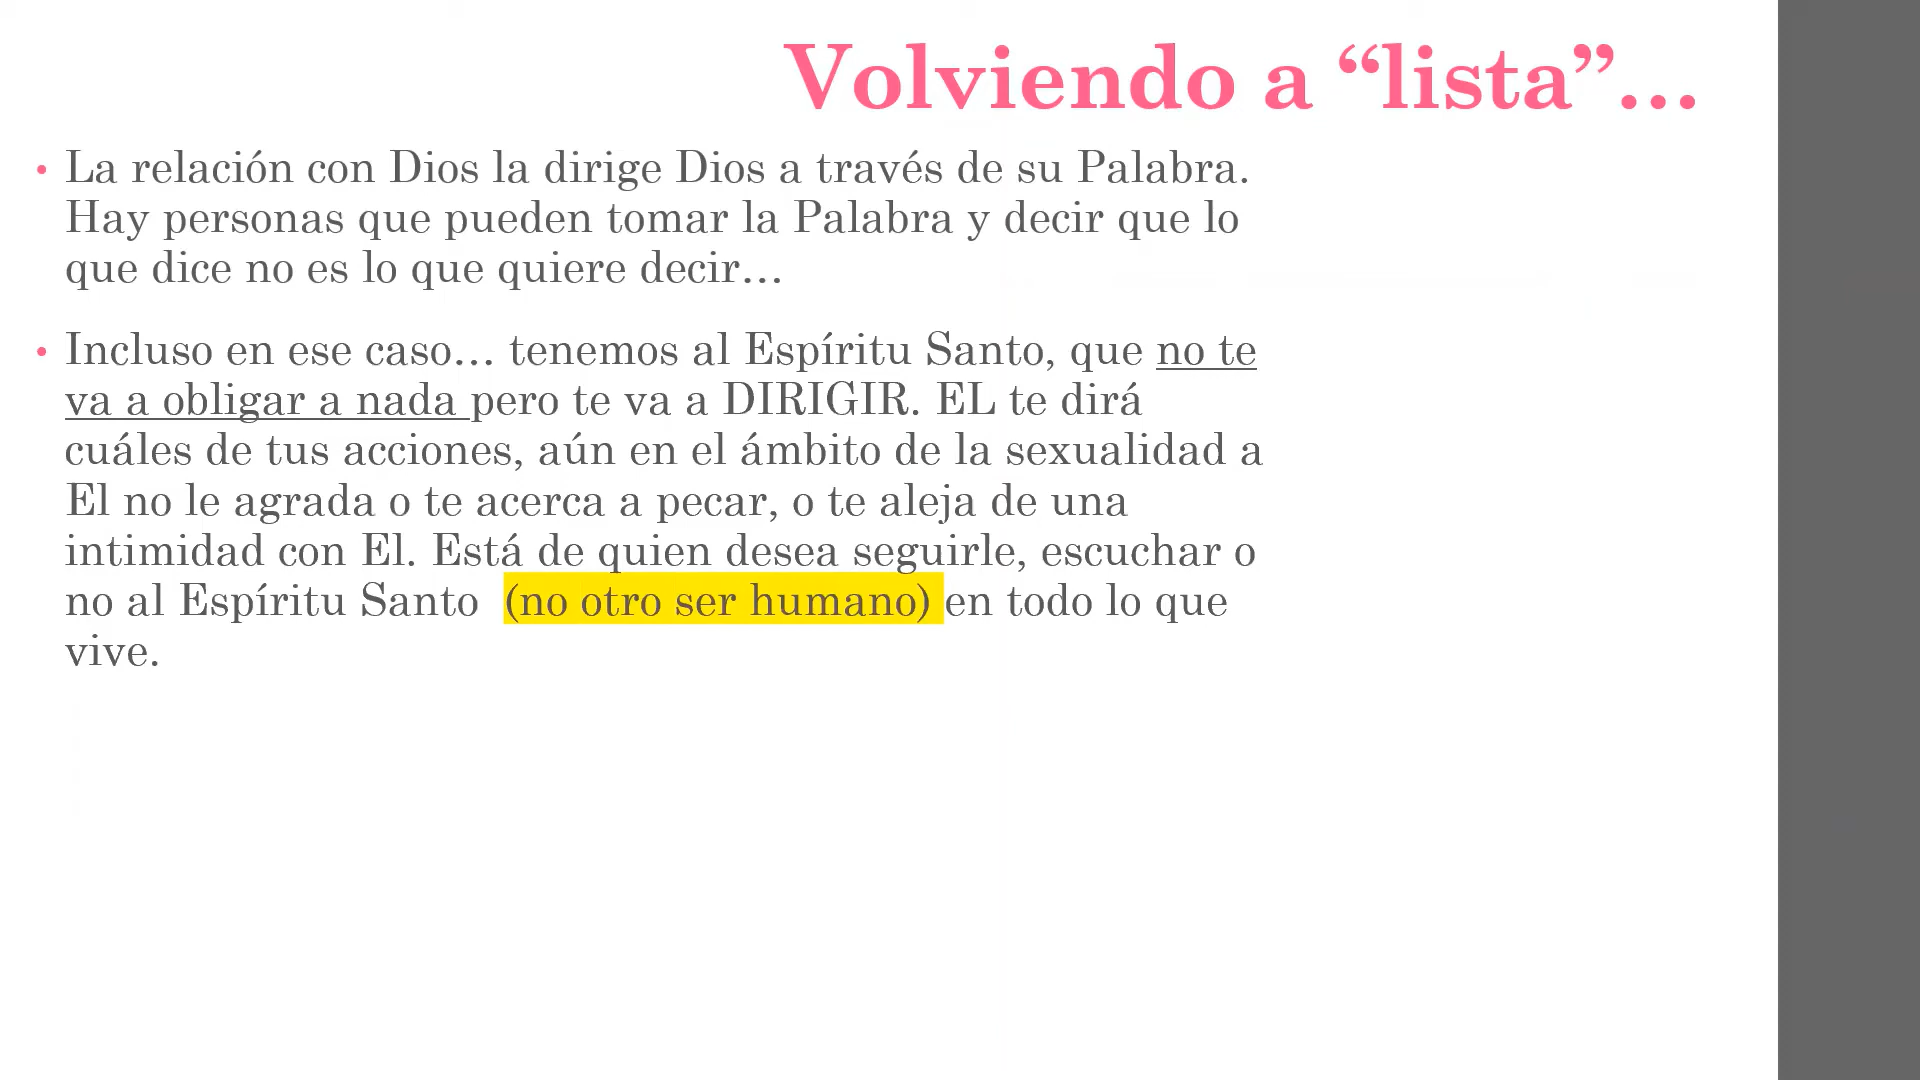 Volviendo a “lista”…
• La relación con Dios la dirige Dios a través de su Palabra.
Hay personas que pueden tomar la Palabra y decir que lo
que dice no es lo que quiere decir…
• Incluso en ese caso… tenemos al Espíritu Santo, que no te
va a obligar a nada pero te va a DIRIGIR. EL te dirá
cuáles de tus acciones, aún en el ámbito de la sexualidad a
El no le agrada o te acerca a pecar, o te aleja de una
intimidad con El. Está de quien desea seguirle, escuchar o
no al Espíritu Santo (no otro ser humano) en todo lo que
vive.